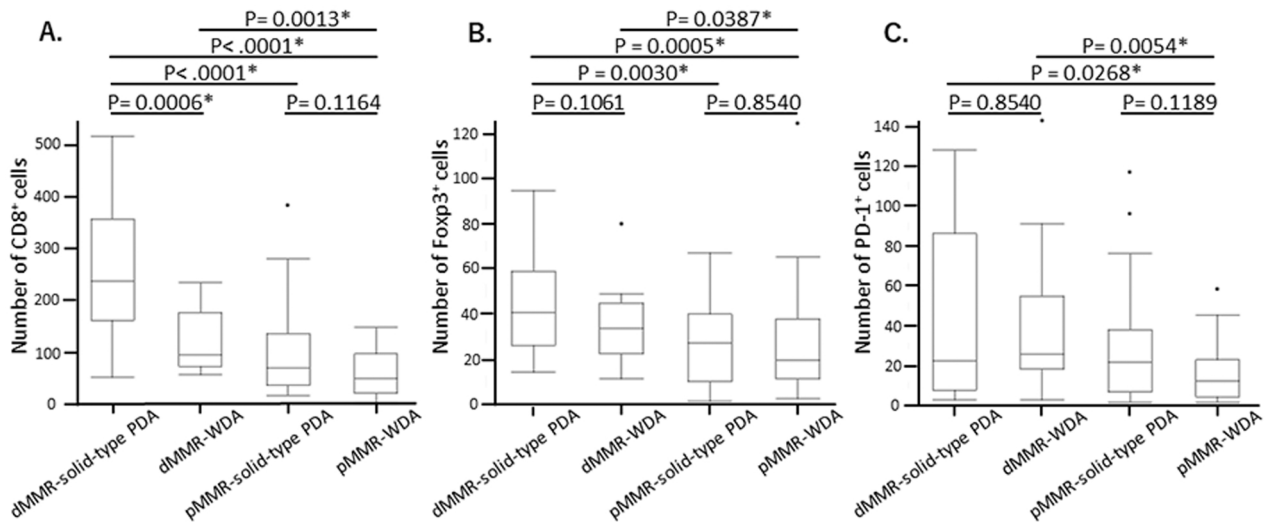 A.
P= 0.0013*
P< .0001*
P< .0001*
P= 0.0006*
P= 0.1164
Number of CD8+ cells
500
400
300
200
100
0
dMMR-solid-type PDA
dMMR-WDA
pMMR-solid-type PDA
pMMR-WDA
B.
P= 0.0387*
P = 0.0005*
P = 0.0030*
P= 0.1061
P= 0.8540
Number of Foxp3+ cells
120
100
80
60
40
20
0
dMMR-solid-type PDA
dMMR-WDA
pMMR-solid-type PDA
pMMR-WDA
C.
P= 0.0054*
P = 0.0268*
P= 0.8540
P= 0.1189
Number of PD-1+ cells
140
120
100
80
60
40
20
0
dMMR-solid-type PDA
dMMR-WDA
pMMR-solid-type PDA
pMMR-WDA